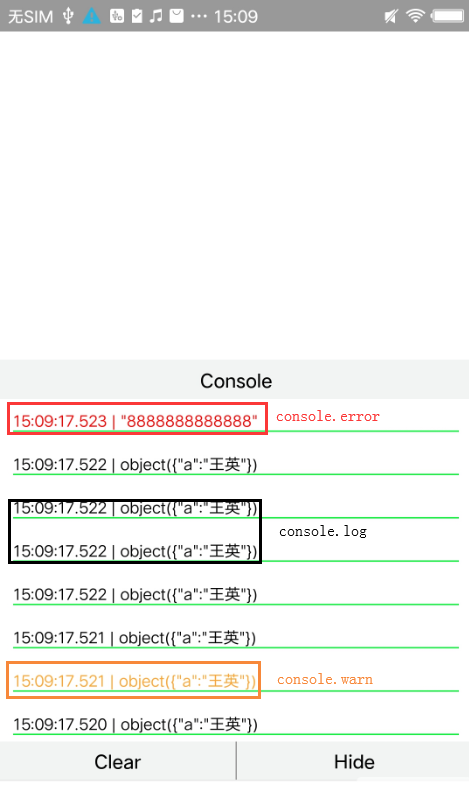 无SIM 15:09
Console
15:09:17.523 | "8888888888888" console.error
15:09:17.522 | object({"a":"王英"})
15:09:17.522 | object({"a":"王英"})
console.log
15:09:17.522 | object({"a":"王英"})
15:09:17.522 | object({"a":"王英"})
15:09:17.521 | object({"a":"王英"})
15:09:17.521 | object({"a":"王英"}) console.warn
15:09:17.520 | object({"a":"王英"})
Clear Hide